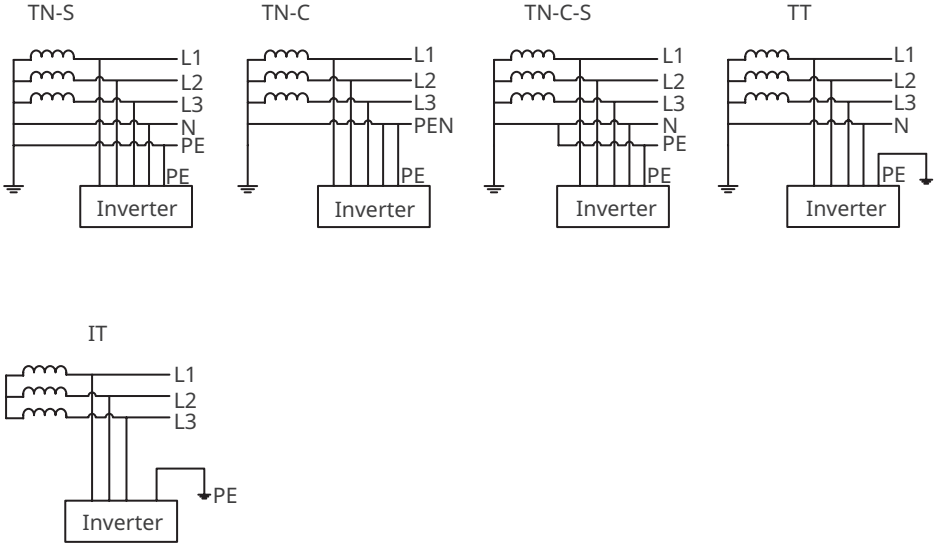 TN-S
L1
L2
L3
N
PE
PE
Inverter
TN-C
L1
L2
L3
PEN
PE
Inverter
TN-C-S
L1
L2
L3
N
PE
PE
Inverter
TT
L1
L2
L3
N
PE
Inverter
IT
L1
L2
L3
PE
Inverter